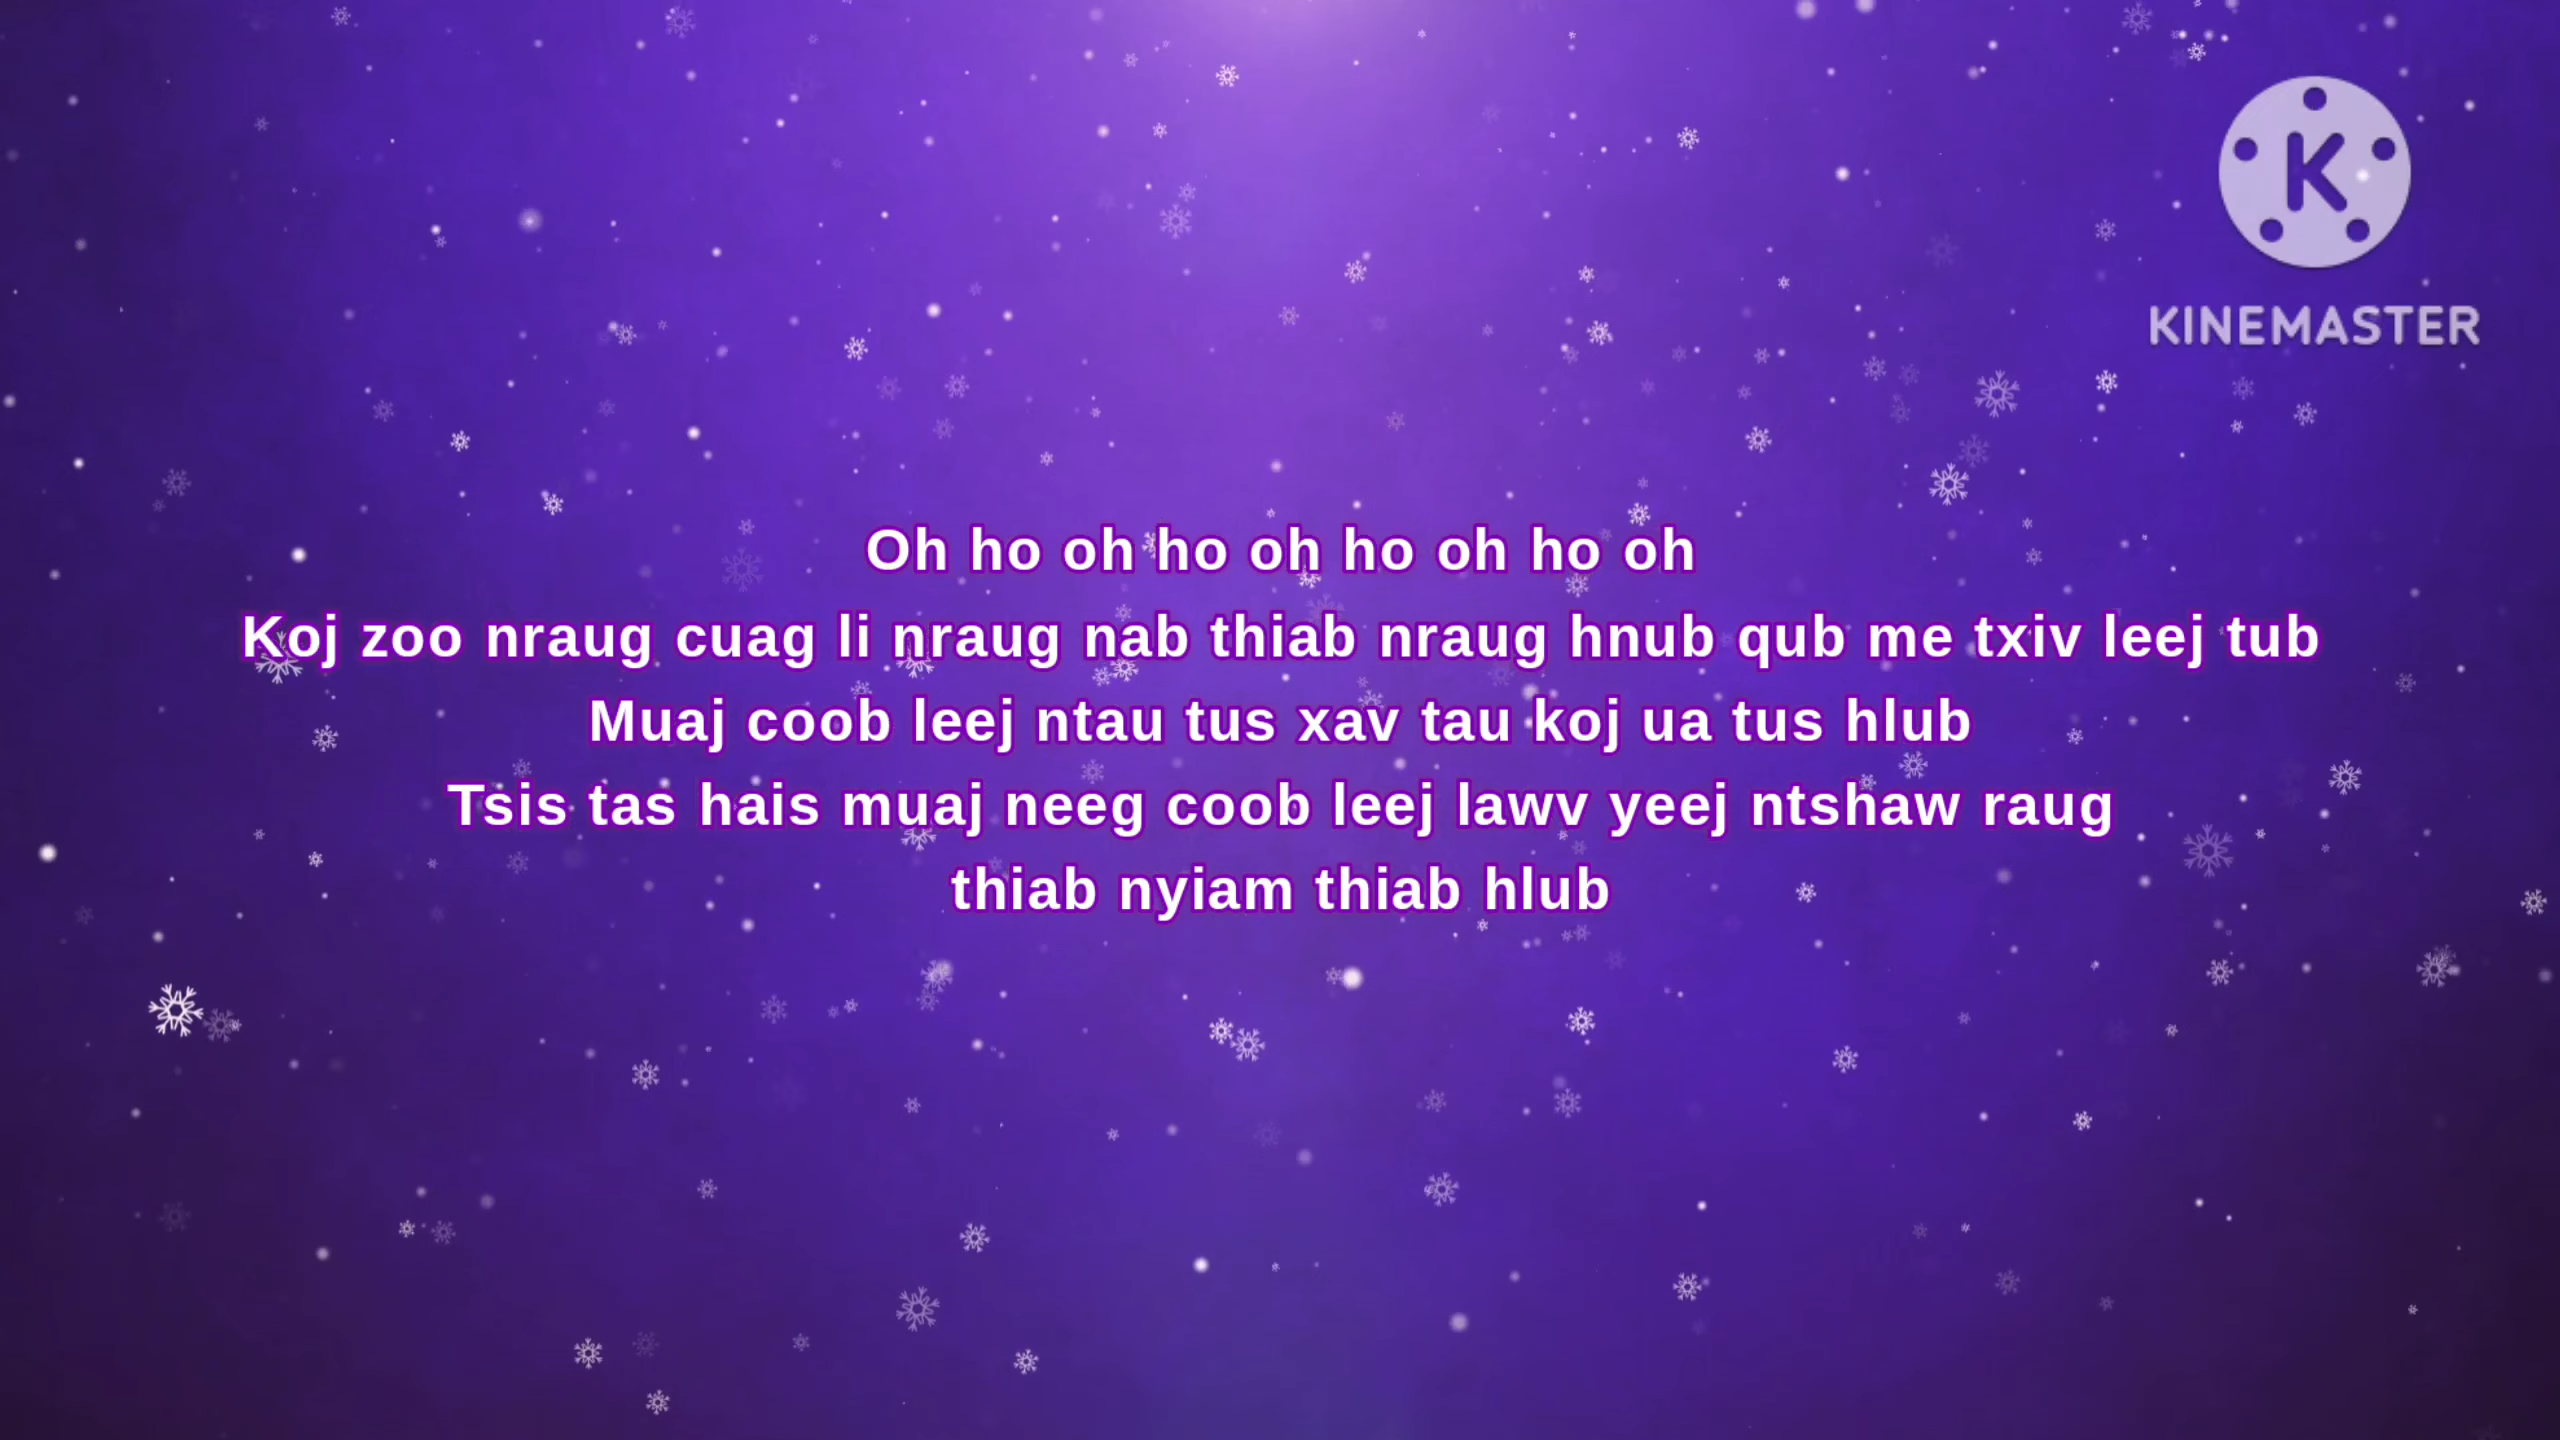 KINEMASTER
Oh ho oh ho oh ho oh ho oh
Koj zoo nraug cuag li nraug nab thiab nraug hnub qub me txiv leej tub
Muaj coob leej ntau tus xav tau koj ua tus hlub
Tsis tas hais muaj neeg coob leej lawv yeej ntshaw raug
thiab nyiam thiab hlub